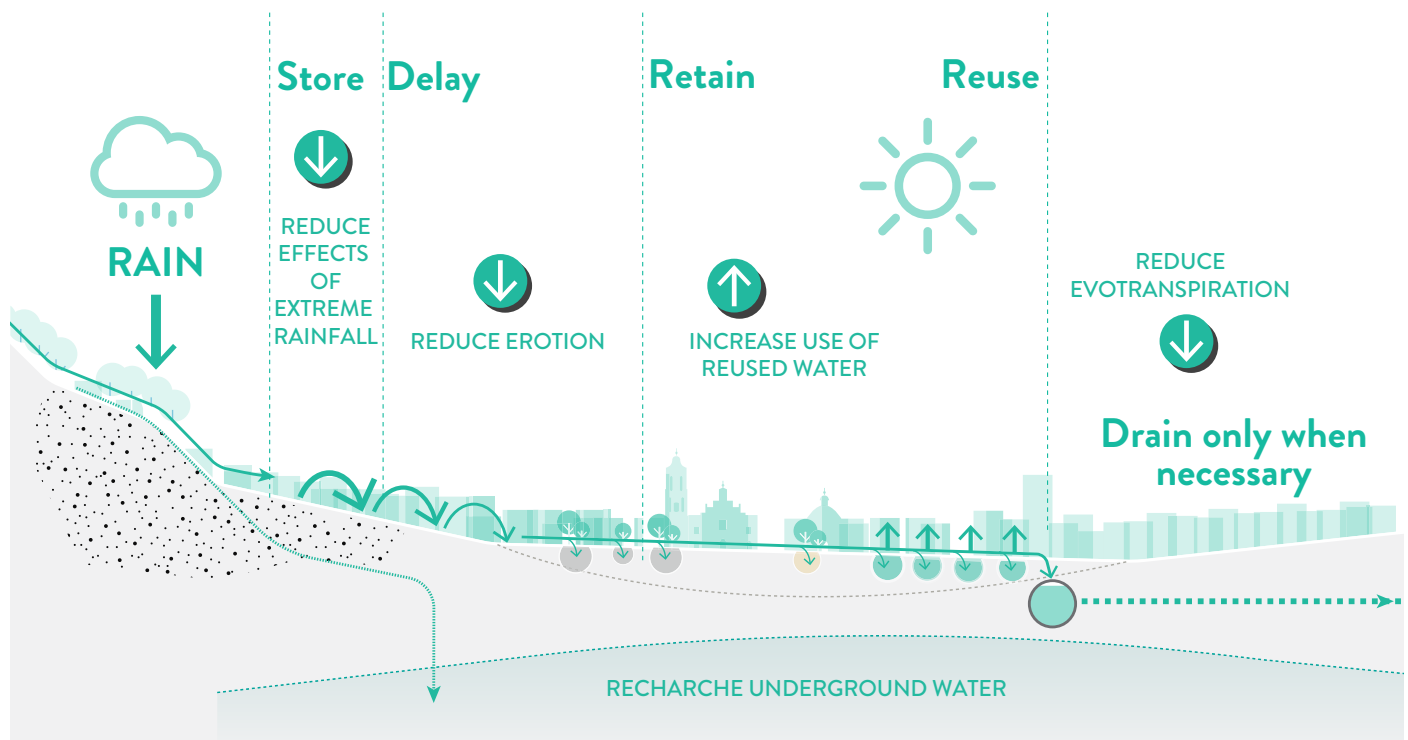 Store
Delay
Retain
Reuse
RAIN
REDUCE
EFFECTS
OF
EXTREME
RAINFALL
REDUCE EROTION
INCREASE USE OF
REUSED WATER
REDUCE
EVOTRANSPIRATION
Drain only when
necessary
RECHARCHE UNDERGROUND WATER